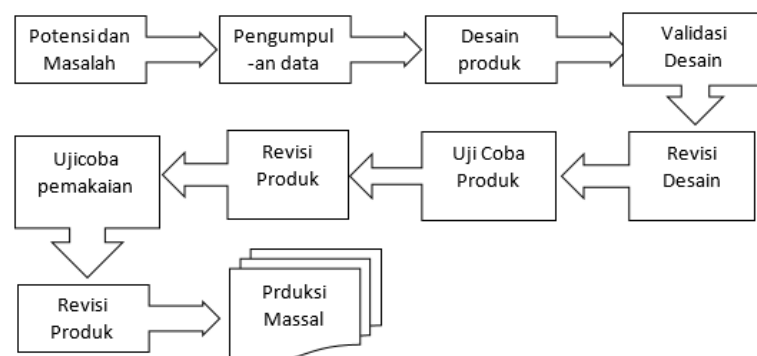 Potensi dan
Masalah
Pengumpul
-an data
Desain
produk
Validasi
Desain
Revisi
Desain
Uji Coba
Produk
Revisi
Produk
Ujicoba
pemakaian
Revisi
Produk
Prduksi
Massal